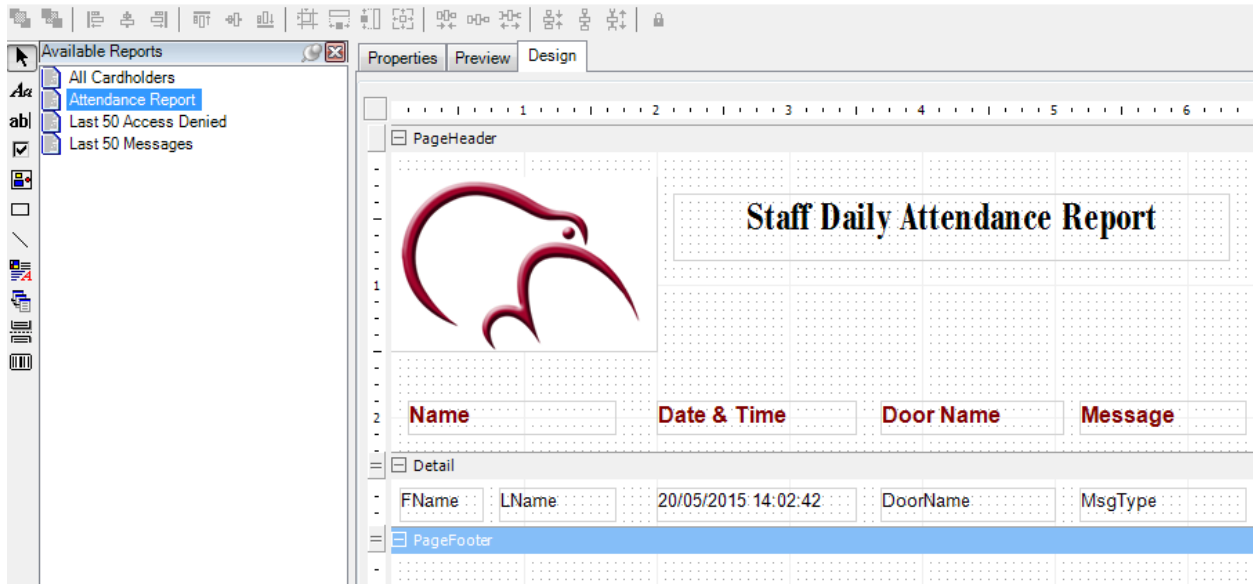 Available Reports
All Cardholders
Attendance Report
Last 50 Access Denied
Last 50 Messages
Aa
ab
Properties Preview Design
1 2 3 4 5 6
PageHeader
Staff Daily Attendance Report
1
2
Name Date & Time Door Name Message
Detail
FName LName 20/05/2015 14:02:42 DoorName MsgType
PageFooter